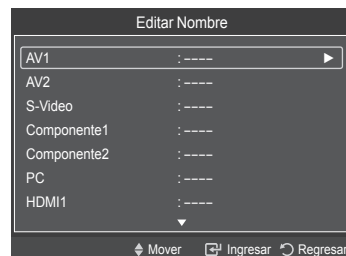 Editar Nombre
AV1 : ---- ►
AV2 : ----
S-Video : ----
Componente1 : ----
Componente2 : ----
PC : ----
HDMI1 : ----
▼
Mover Ingresar Regresar